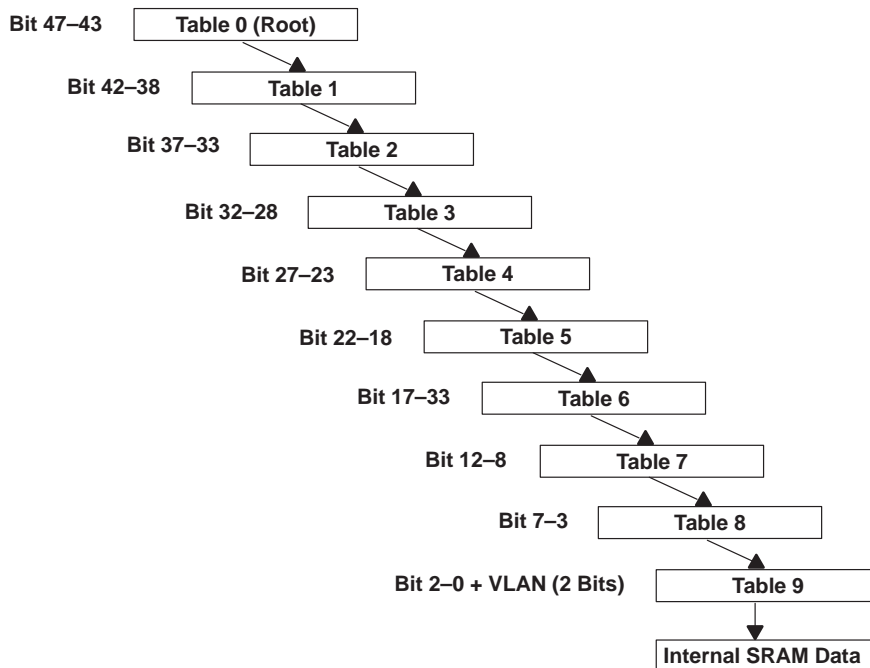 Bit 47–43
Table 0 (Root)
Bit 42–38
Table 1
Bit 37–33
Table 2
Bit 32–28
Table 3
Bit 27–23
Table 4
Bit 22–18
Table 5
Bit 17–33
Table 6
Bit 12–8
Table 7
Bit 7–3
Table 8
Bit 2–0 + VLAN (2 Bits)
Table 9
Internal SRAM Data